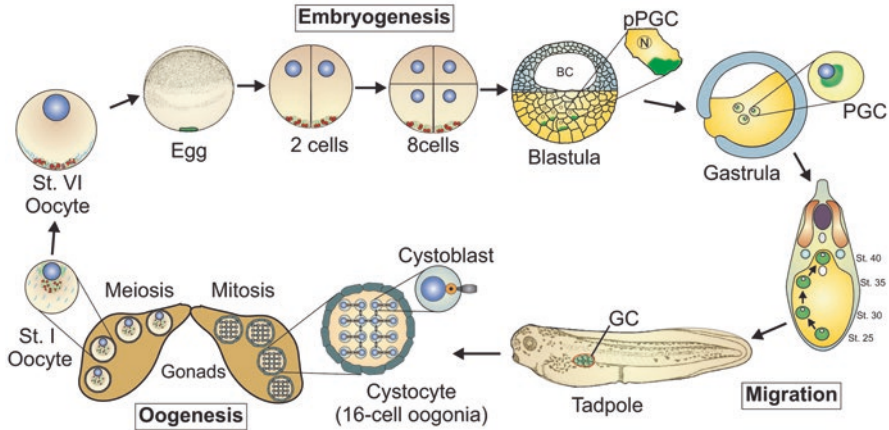 Embryogenesis
pPGC
N
BC
Egg
2 cells
8cells
Blastula
PGC
Gastrula
St. VI
Oocyte
St. 40
St. 35
St. 30
St. 25
Migration
GC
Tadpole
Cystoblast
Cystocyte
(16-cell oogonia)
Meiosis
Mitosis
St. I
Oocyte
Gonads
Oogenesis